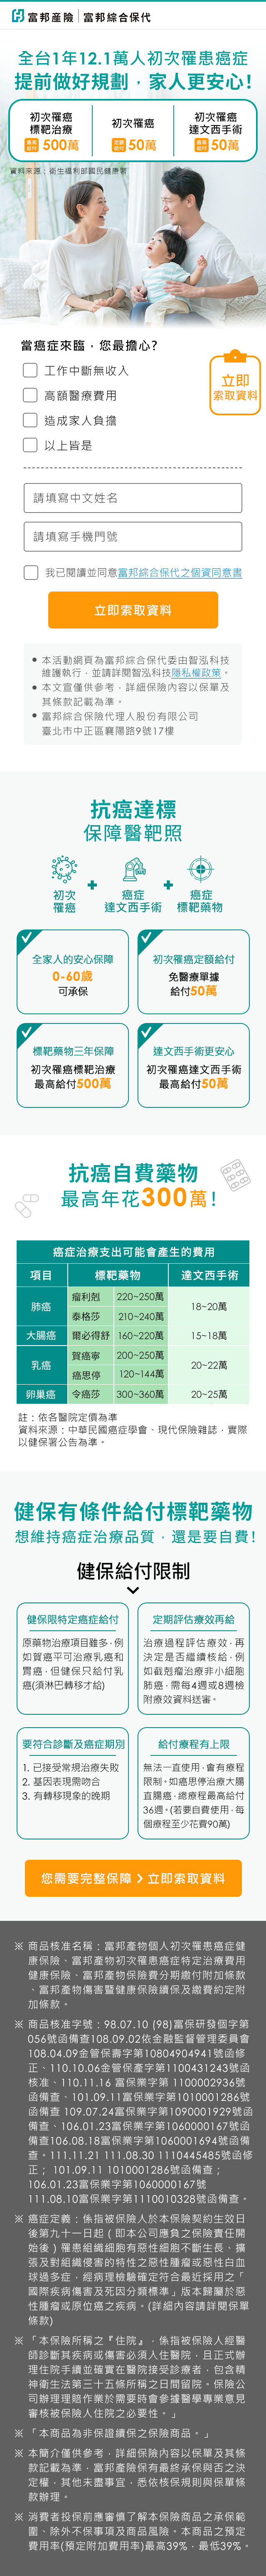 富邦產險 富邦綜合保代
全台1年12.1萬人初次罹患癌症
提前做好規劃，家人更安心！
初次罹癌
標靶治療
最高給付 500萬
初次罹癌
定額給付 50萬
初次罹癌
達文西手術
最高給付 50萬
資料來源：衛生福利部國民健康署
當癌症來臨，您最擔心？
工作中斷無收入
高額醫療費用
造成家人負擔
以上皆是
立即
索取資料
請填寫中文姓名
請填寫手機門號
我已閱讀並同意富邦綜合保代之個資同意書
立即索取資料
● 本活動網頁為富邦綜合保代委由智泓科技
維護執行，並請詳閱智泓科技隱私權政策。
● 本文宣僅供參考，詳細保險內容以保單及
其條款記載為準。
● 富邦綜合保險代理人股份有限公司
臺北市中正區襄陽路9號17樓
抗癌達標
保障醫靶照
初次
罹癌
+
癌症
達文西手術
+
癌症
標靶藥物
全家人的安心保障
0-60歲
可承保
初次罹癌定額給付
免醫療單據
給付50萬
標靶藥物三年保障
初次罹癌標靶治療
最高給付500萬
達文西手術更安心
初次罹癌達文西手術
最高給付50萬
抗癌自費藥物
最高年花300萬！
癌症治療支出可能會產生的費用
項目 標靶藥物 達文西手術
肺癌 瘤利剋 220~250萬 18~20萬
泰格莎 210~240萬
大腸癌 爾必得舒 160~220萬 15~18萬
乳癌 賀癌寧 200~250萬 20~22萬
癌思停 120~144萬
卵巢癌 令癌莎 300~360萬 20~25萬
註：依各醫院定價為準
資料來源：中華民國癌症學會、現代保險雜誌，實際
以健保署公告為準。
健保有條件給付標靶藥物
想維持癌症治療品質，還是要自費！
健保給付限制
健保限特定癌症給付
原藥物治療項目雖多，例
如賀癌平可治療乳癌和
胃癌，但健保只給付乳
癌(須淋巴轉移才給)
定期評估療效再給
治療過程評估療效，再
決定是否繼續核給，例
如截剋瘤治療非小細胞
肺癌，需每4週或8週檢
附療效資料送審。
要符合診斷及癌症期別
1. 已接受常規治療失敗
2. 基因表現需吻合
3. 有轉移現象的晚期
給付療程有上限
無法一直使用，會有療程
限制。如癌思停治療大腸
直腸癌，總療程最高給付
36週。(若要自費使用，每
個療程至少花費90萬)
您需要完整保障 > 立即索取資料
※ 商品核准名稱：富邦產物個人初次罹患癌症健
康保險、富邦產物初次罹患癌症特定治療費用
健康保險、富邦產物保險費分期繳付附加條款
、富邦產物傷害暨健康保險續保及繳費約定附
加條款。
※ 商品核准字號：98.07.10 (98)富保研發個字第
056號函備查108.09.02依金融監督管理委員會
108.04.09金管保壽字第10804904941號函修
正、110.10.06金管保產字第1100431243號函
核准、110.11.16 富保業字第 1100002936號
函備查、101.09.11富保業字第1010001286號
函備查 109.07.24富保業字第1090001929號函
備查、106.01.23富保業字第1060000167號函
備查106.08.18富保業字第1060001694號函備
查。111.11.21 111.08.30 1110445485號函修
正； 101.09.11 1010001286號函備查；
106.01.23富保業字第1060000167號
111.08.10富保業字第1110010328號函備查。
※ 癌症定義：係指被保險人於本保險契約生效日
後第九十一日起（即本公司應負之保險責任開
始後）罹患組織細胞有惡性細胞不斷生長、擴
張及對組織侵害的特性之惡性腫瘤或惡性白血
球過多症，經病理檢驗確定符合最近採用之「
國際疾病傷害及死因分類標準」版本歸屬於惡
性腫瘤或原位癌之疾病。(詳細內容請詳閱保單
條款)
※ 「本保險所稱之『住院』，係指被保險人經醫
師診斷其疾病或傷害必須入住醫院，且正式辦
理住院手續並確實在醫院接受診療者，包含精
神衛生法第三十五條所稱之日間留院。保險公
司辦理理賠作業於需要時會參據醫學專業意見
審核被保險人住院之必要性。」
※ 「本商品為非保證續保之保險商品。」
※ 本簡介僅供參考，詳細保險內容以保單及其條
款記載為準，富邦產險保有最終承保與否之決
定權，其他未盡事宜，悉依核保規則與保單條
款辦理。
※ 消費者投保前應審慎了解本保險商品之承保範
圍、除外不保事項及商品風險。本商品之預定
費用率(預定附加費用率)最高39%，最低39%。